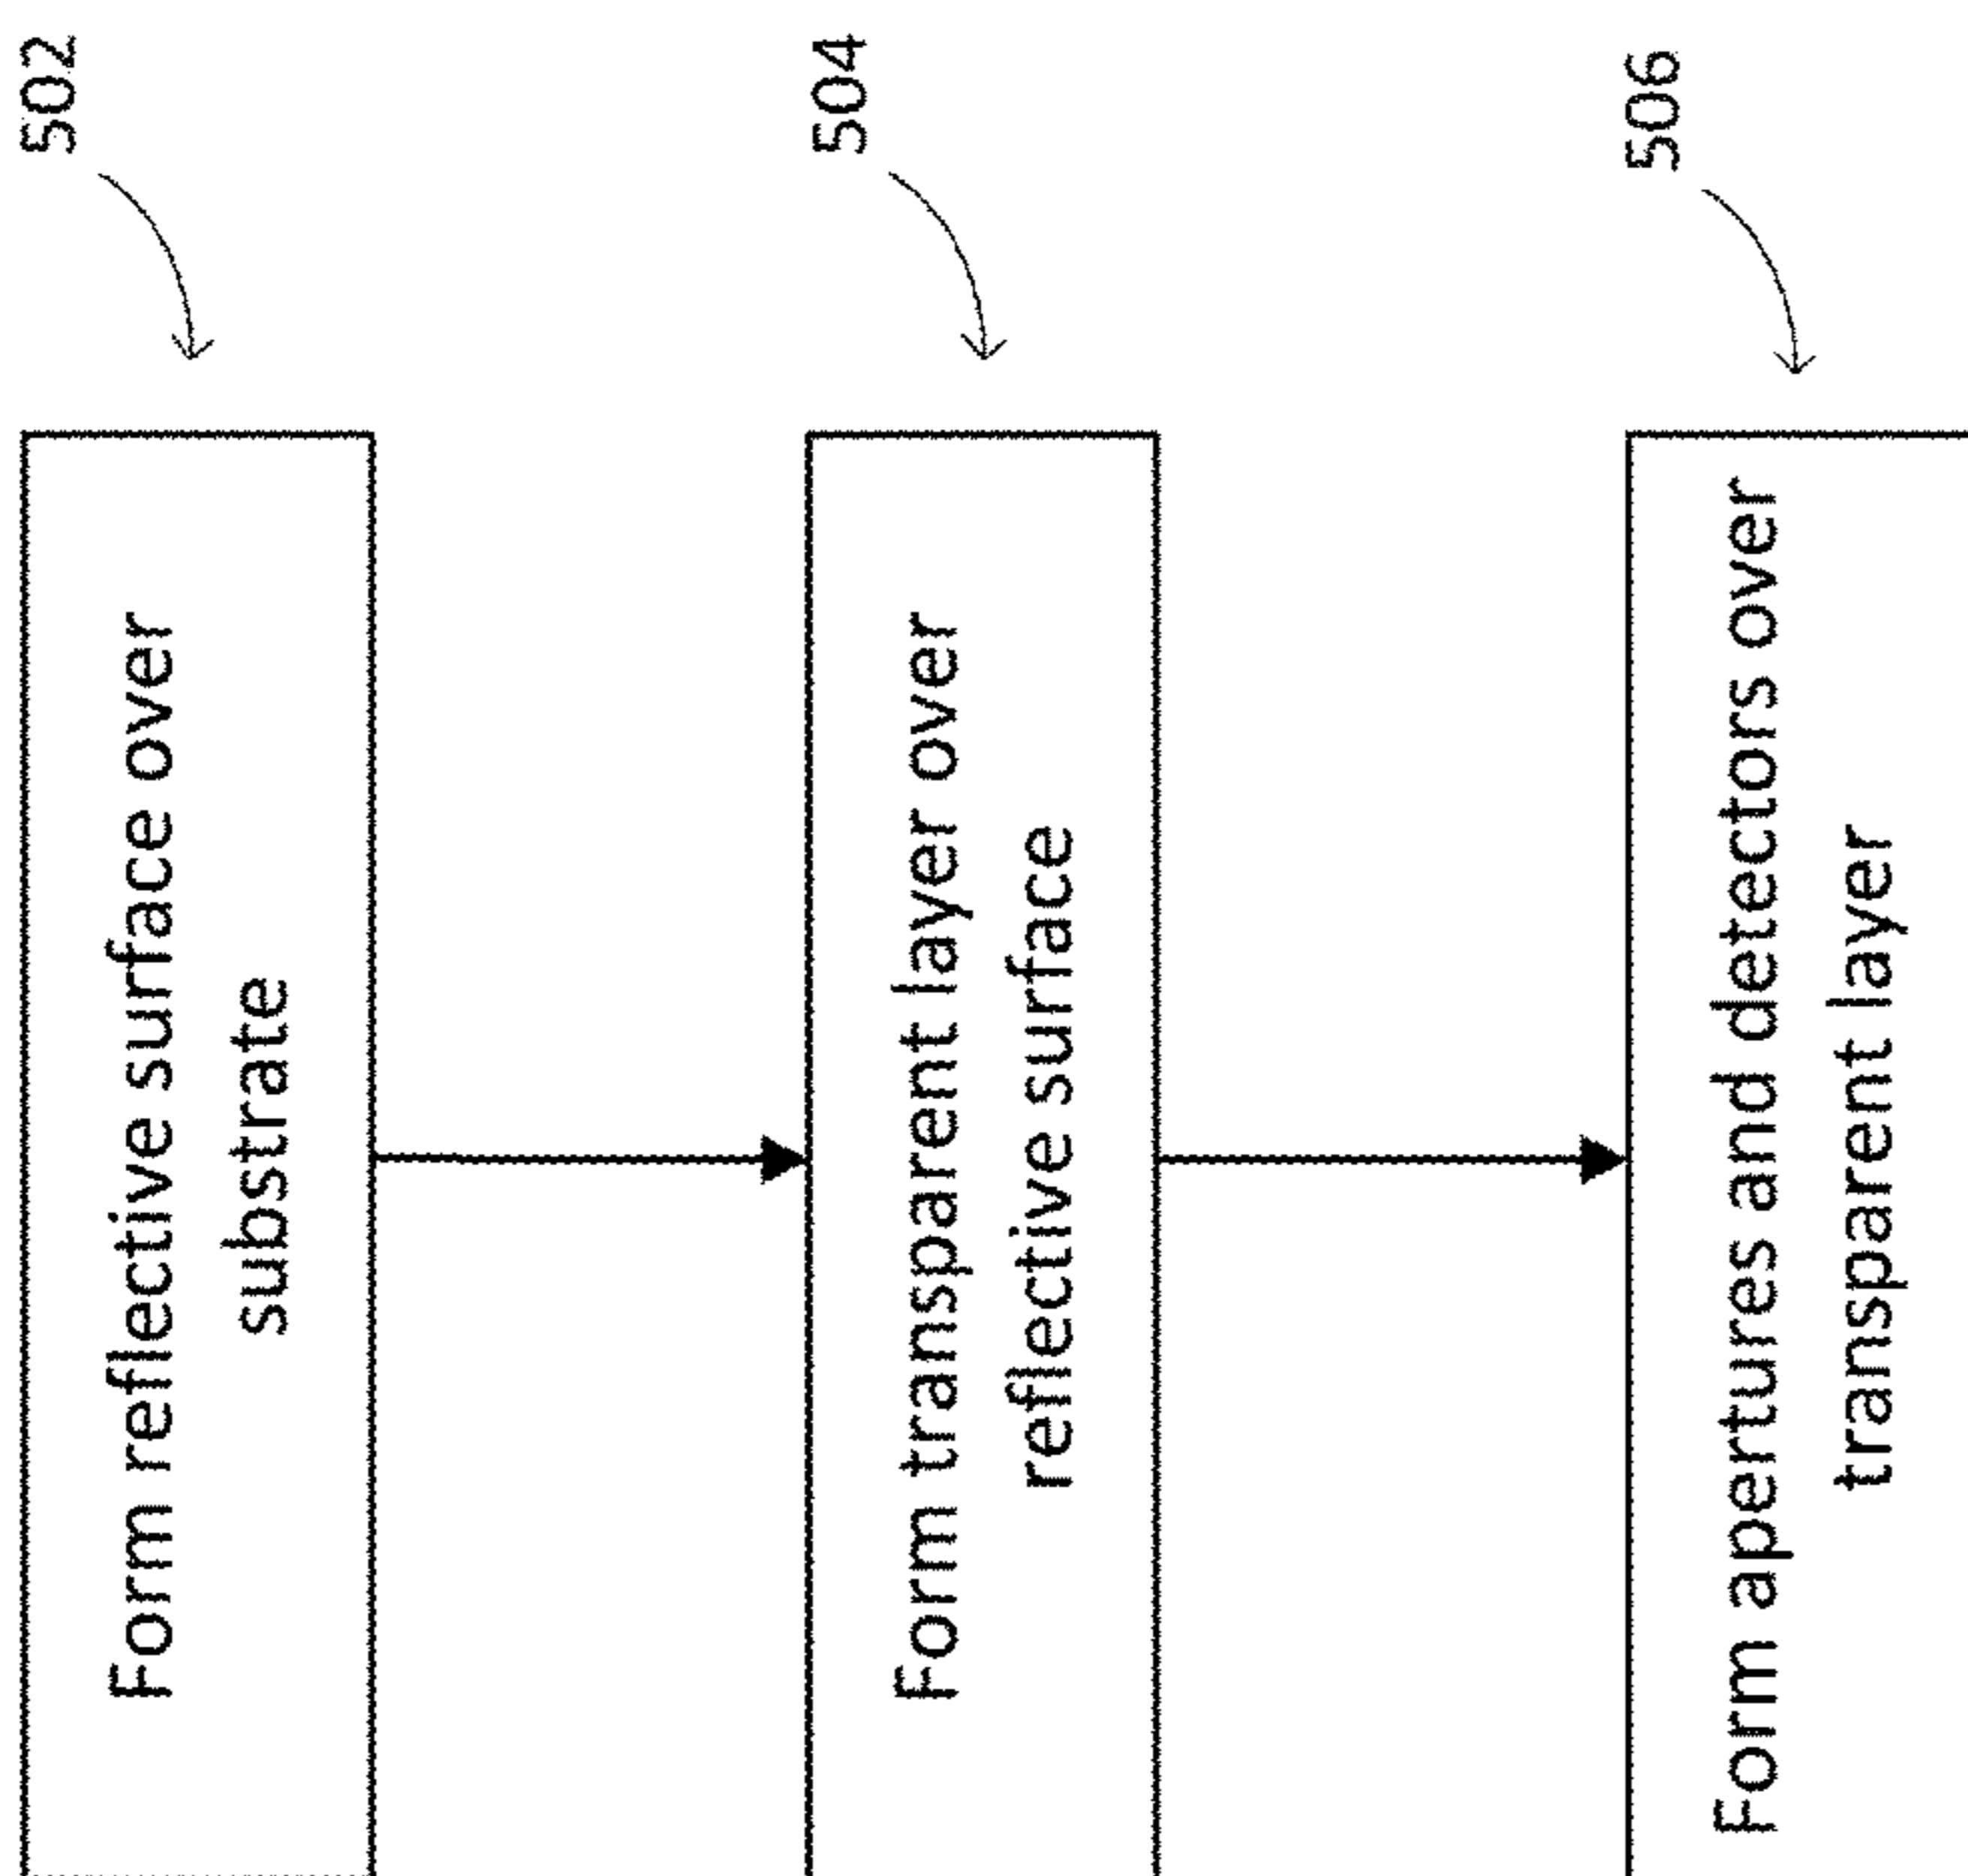 502
Form reflective surface over
substrate
504
Form transparent layer over
reflective surface
506
Form apertures and detectors over
transparent layer